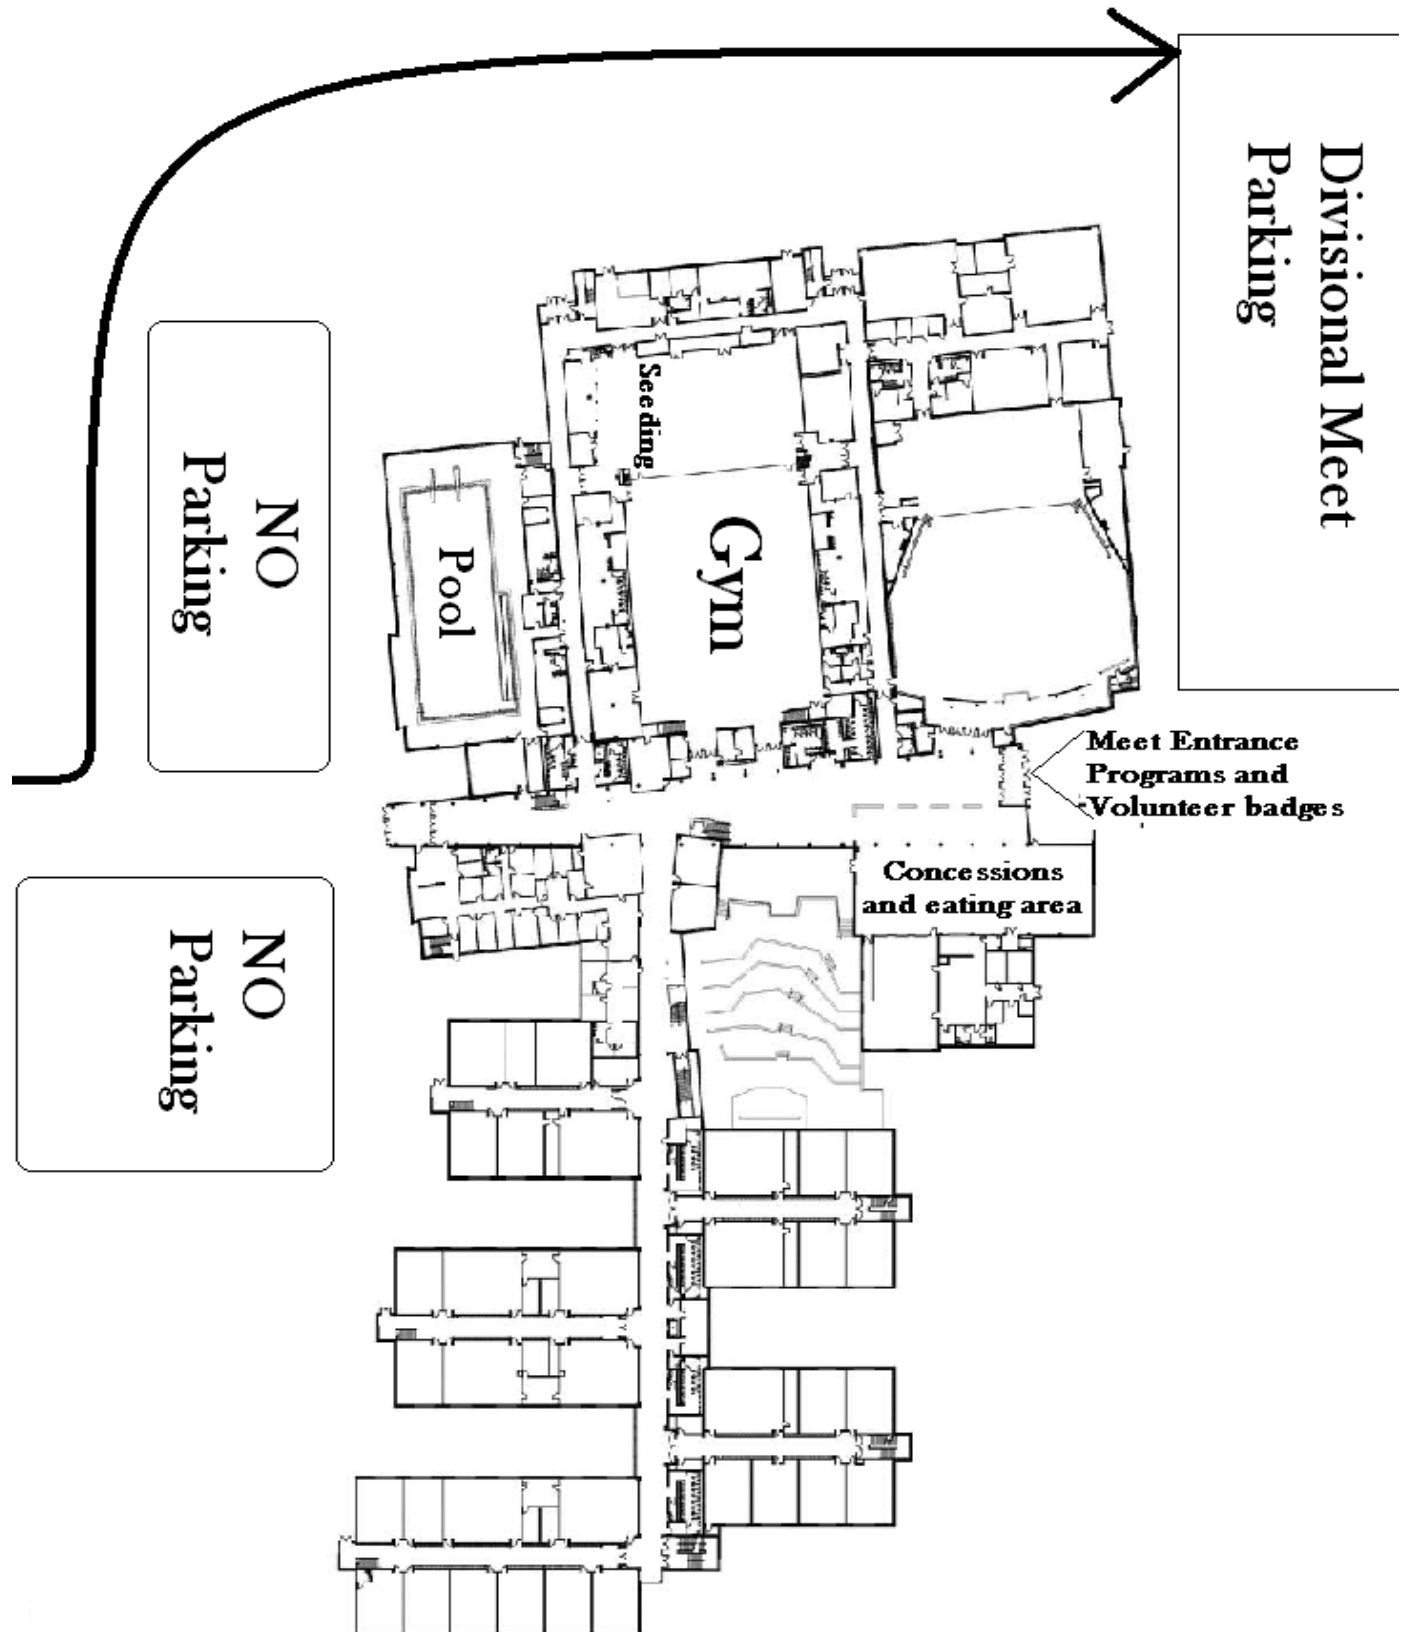 Divisional Meet
Parking
NO
Parking
Seeding
Gym
Pool
Meet Entrance
Programs and
Volunteer badges
Concessions
and eating area
NO
Parking